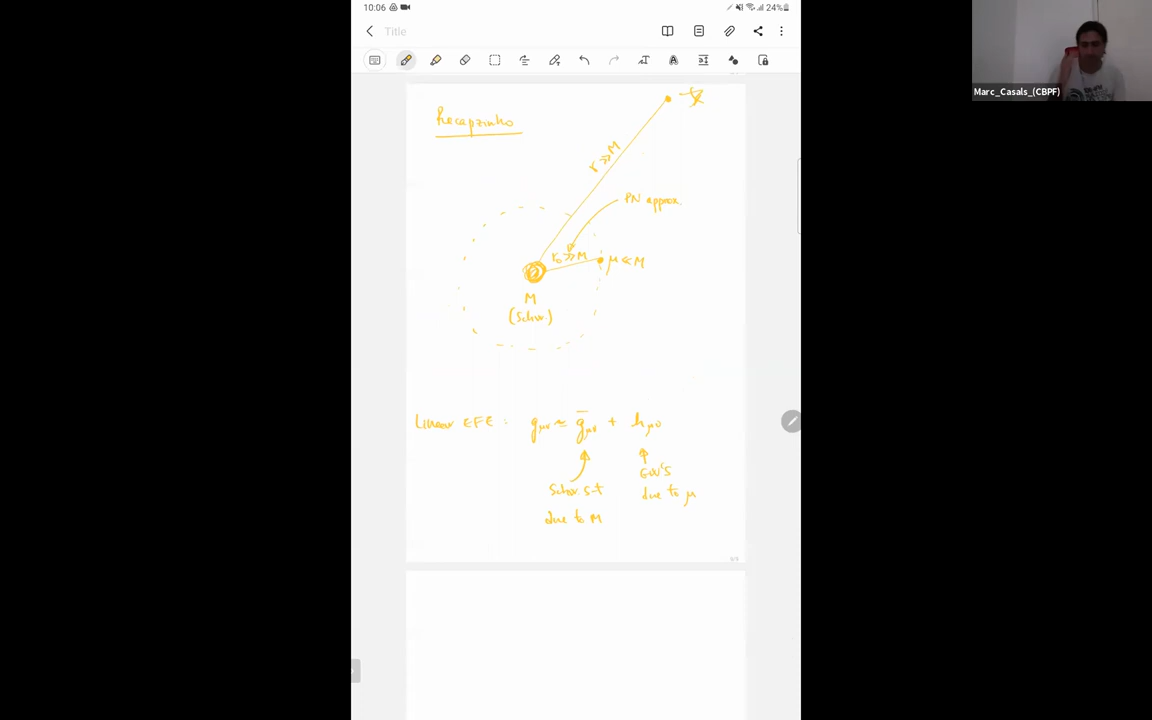 10:06
24%
Title
Marc_Casals_(CBPF)
Recapzinho
r ≫ M
PN approx.
r₀ ≫ M
μ ≪ M
M
(Schw.)
Linear EFE : gμν ≃ ḡμν + hμν
Schw s-t
due to M
GW's
due to μ